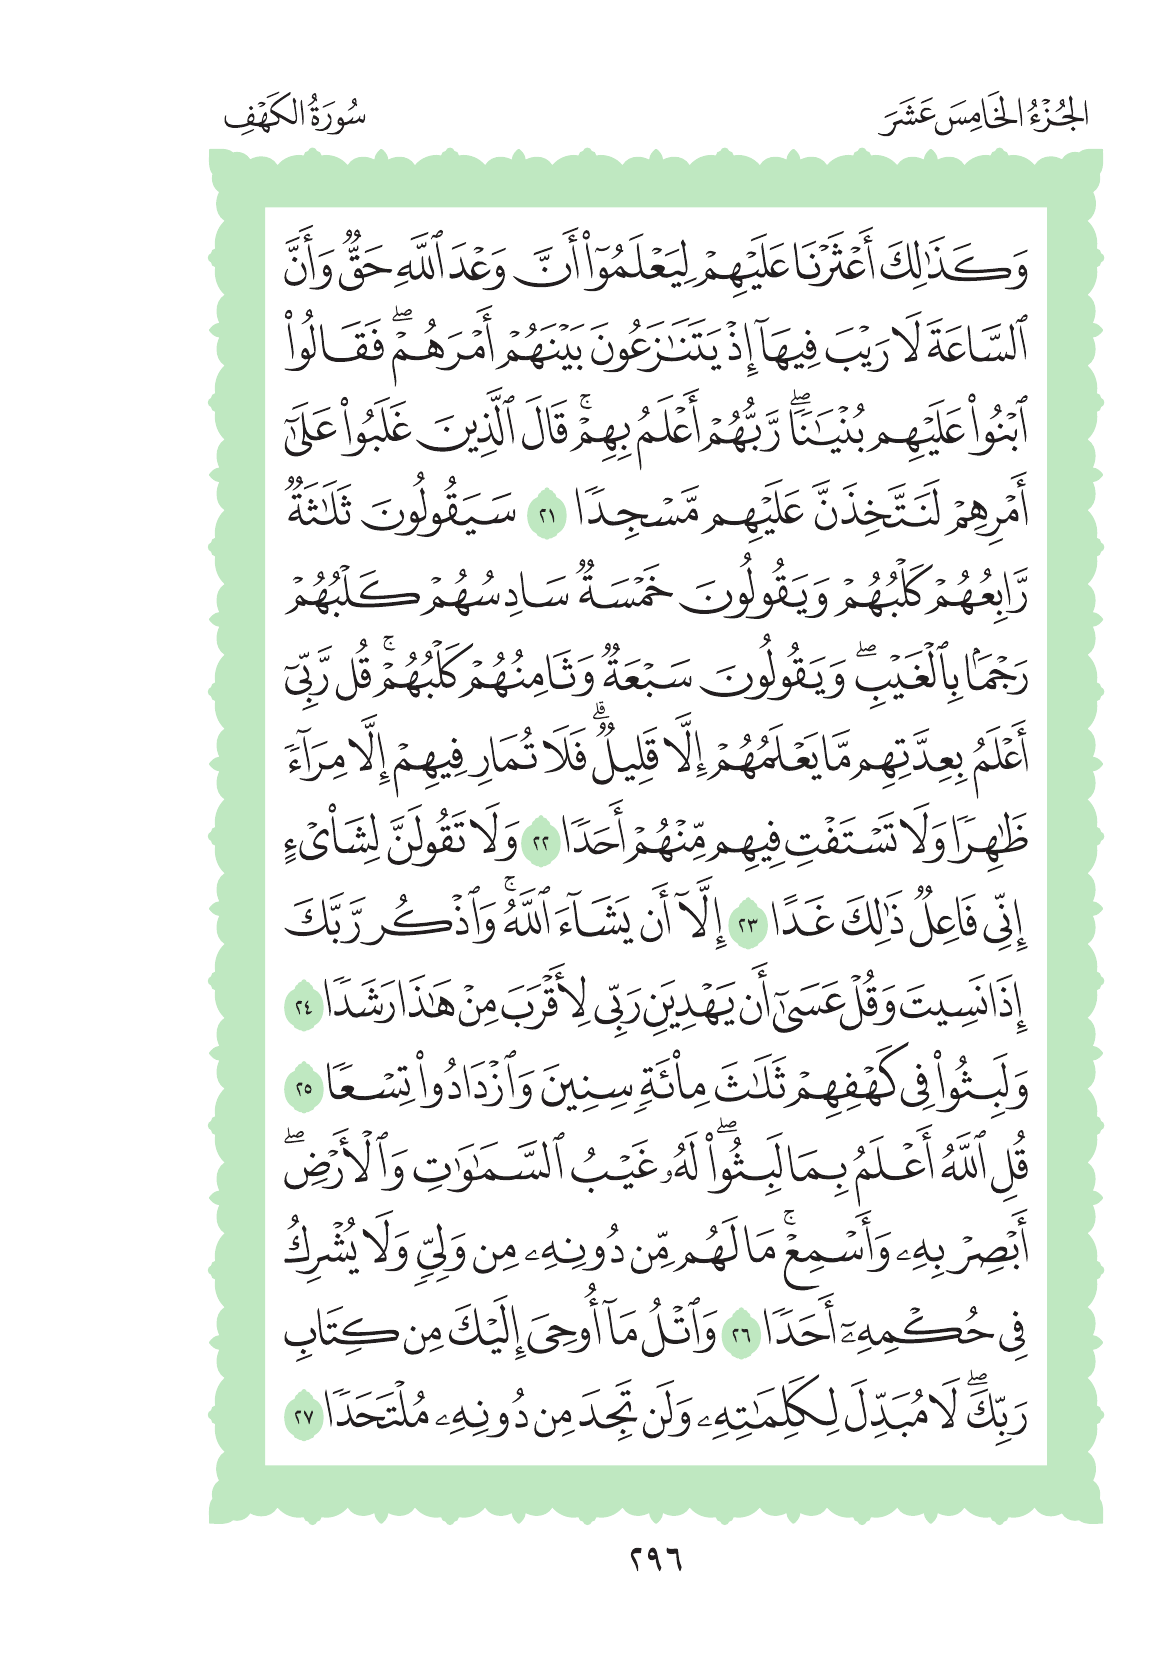 الجُزْءُ الخَامِسَ عَشَرَ
سُورَةُ الكَهْفِ
وَكَذَٰلِكَ أَعْثَرْنَا عَلَيْهِمْ لِيَعْلَمُوٓا۟ أَنَّ وَعْدَ ٱللَّهِ حَقٌّ وَأَنَّ
ٱلسَّاعَةَ لَا رَيْبَ فِيهَآ إِذْ يَتَنَٰزَعُونَ بَيْنَهُمْ أَمْرَهُمْ ۖ فَقَالُوا۟
ٱبْنُوا۟ عَلَيْهِم بُنْيَٰنًا ۖ رَّبُّهُمْ أَعْلَمُ بِهِمْ ۚ قَالَ ٱلَّذِينَ غَلَبُوا۟ عَلَىٰٓ
أَمْرِهِمْ لَنَتَّخِذَنَّ عَلَيْهِم مَّسْجِدًا ٢١ سَيَقُولُونَ ثَلَٰثَةٌ
رَّابِعُهُمْ كَلْبُهُمْ وَيَقُولُونَ خَمْسَةٌ سَادِسُهُمْ كَلْبُهُمْ
رَجْمًۢا بِٱلْغَيْبِ ۖ وَيَقُولُونَ سَبْعَةٌ وَثَامِنُهُمْ كَلْبُهُمْ ۚ قُل رَّبِّىٓ
أَعْلَمُ بِعِدَّتِهِم مَّا يَعْلَمُهُمْ إِلَّا قَلِيلٌ ۗ فَلَا تُمَارِ فِيهِمْ إِلَّا مِرَآءً
ظَٰهِرًا وَلَا تَسْتَفْتِ فِيهِم مِّنْهُمْ أَحَدًا ٢٢ وَلَا تَقُولَنَّ لِشَا۟ىْءٍ
إِنِّى فَاعِلٌ ذَٰلِكَ غَدًا ٢٣ إِلَّآ أَن يَشَآءَ ٱللَّهُ ۚ وَٱذْكُر رَّبَّكَ
إِذَا نَسِيتَ وَقُلْ عَسَىٰٓ أَن يَهْدِيَنِ رَبِّى لِأَقْرَبَ مِنْ هَٰذَا رَشَدًا ٢٤
وَلَبِثُوا۟ فِى كَهْفِهِمْ ثَلَٰثَ مِا۟ئَةٍ سِنِينَ وَٱزْدَادُوا۟ تِسْعًا ٢٥
قُلِ ٱللَّهُ أَعْلَمُ بِمَا لَبِثُوا۟ ۖ لَهُۥ غَيْبُ ٱلسَّمَٰوَٰتِ وَٱلْأَرْضِ ۖ
أَبْصِرْ بِهِۦ وَأَسْمِعْ ۚ مَا لَهُم مِّن دُونِهِۦ مِن وَلِىٍّ وَلَا يُشْرِكُ
فِى حُكْمِهِۦٓ أَحَدًا ٢٦ وَٱتْلُ مَآ أُوحِىَ إِلَيْكَ مِن كِتَابِ
رَبِّكَ ۖ لَا مُبَدِّلَ لِكَلِمَٰتِهِۦ وَلَن تَجِدَ مِن دُونِهِۦ مُلْتَحَدًا ٢٧
٢٩٦